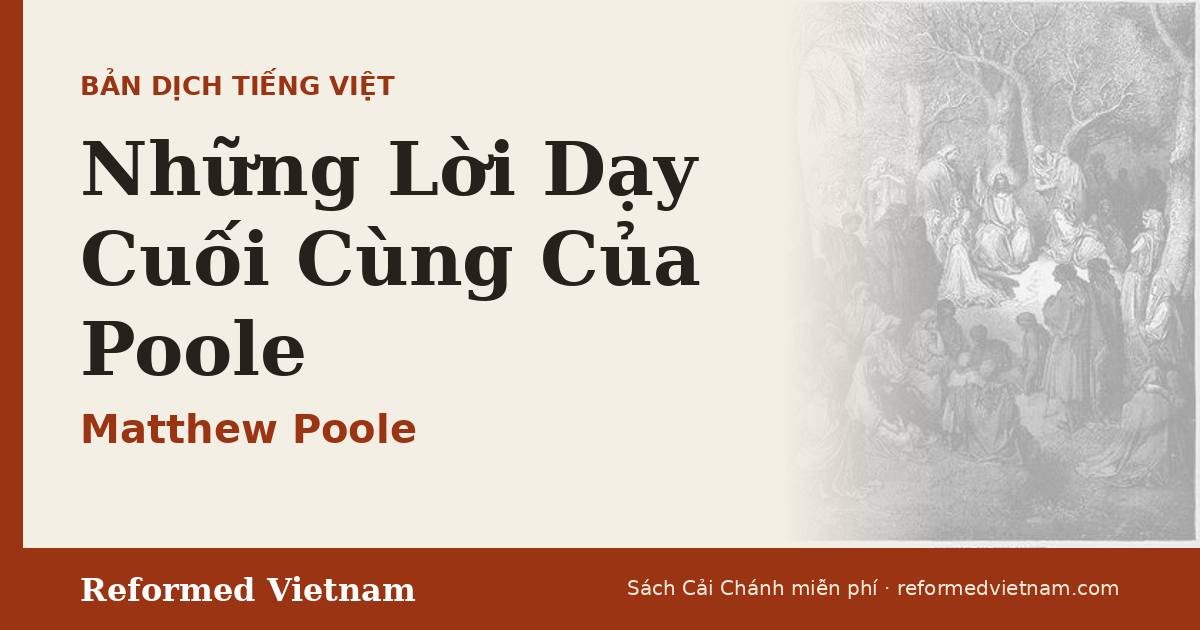 BẢN DỊCH TIẾNG VIỆT
Những Lời Dạy
Cuối Cùng Của
Poole
Matthew Poole
Reformed Vietnam
Sách Cải Chánh miễn phí · reformedvietnam.com